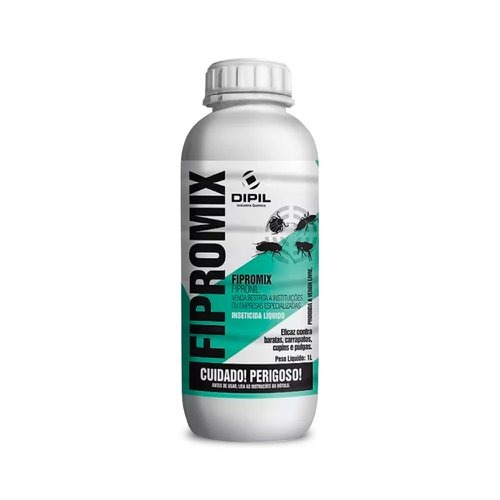 FIPROMIX
DIPIL
Indústria Química
FIPROMIX
FIPRONIL
VENDA RESTRITA A INSTITUIÇÕES
OU EMPRESAS ESPECIALIZADAS
INSETICIDA LÍQUIDO
PROIBIDA A VENDA LIVRE.
Eficaz contra
baratas, carrapatos,
cupins e pulgas.
Peso Líquido: 1L
CUIDADO! PERIGOSO!
ANTES DE USAR, LEIA AS INSTRUÇÕES DO RÓTULO.